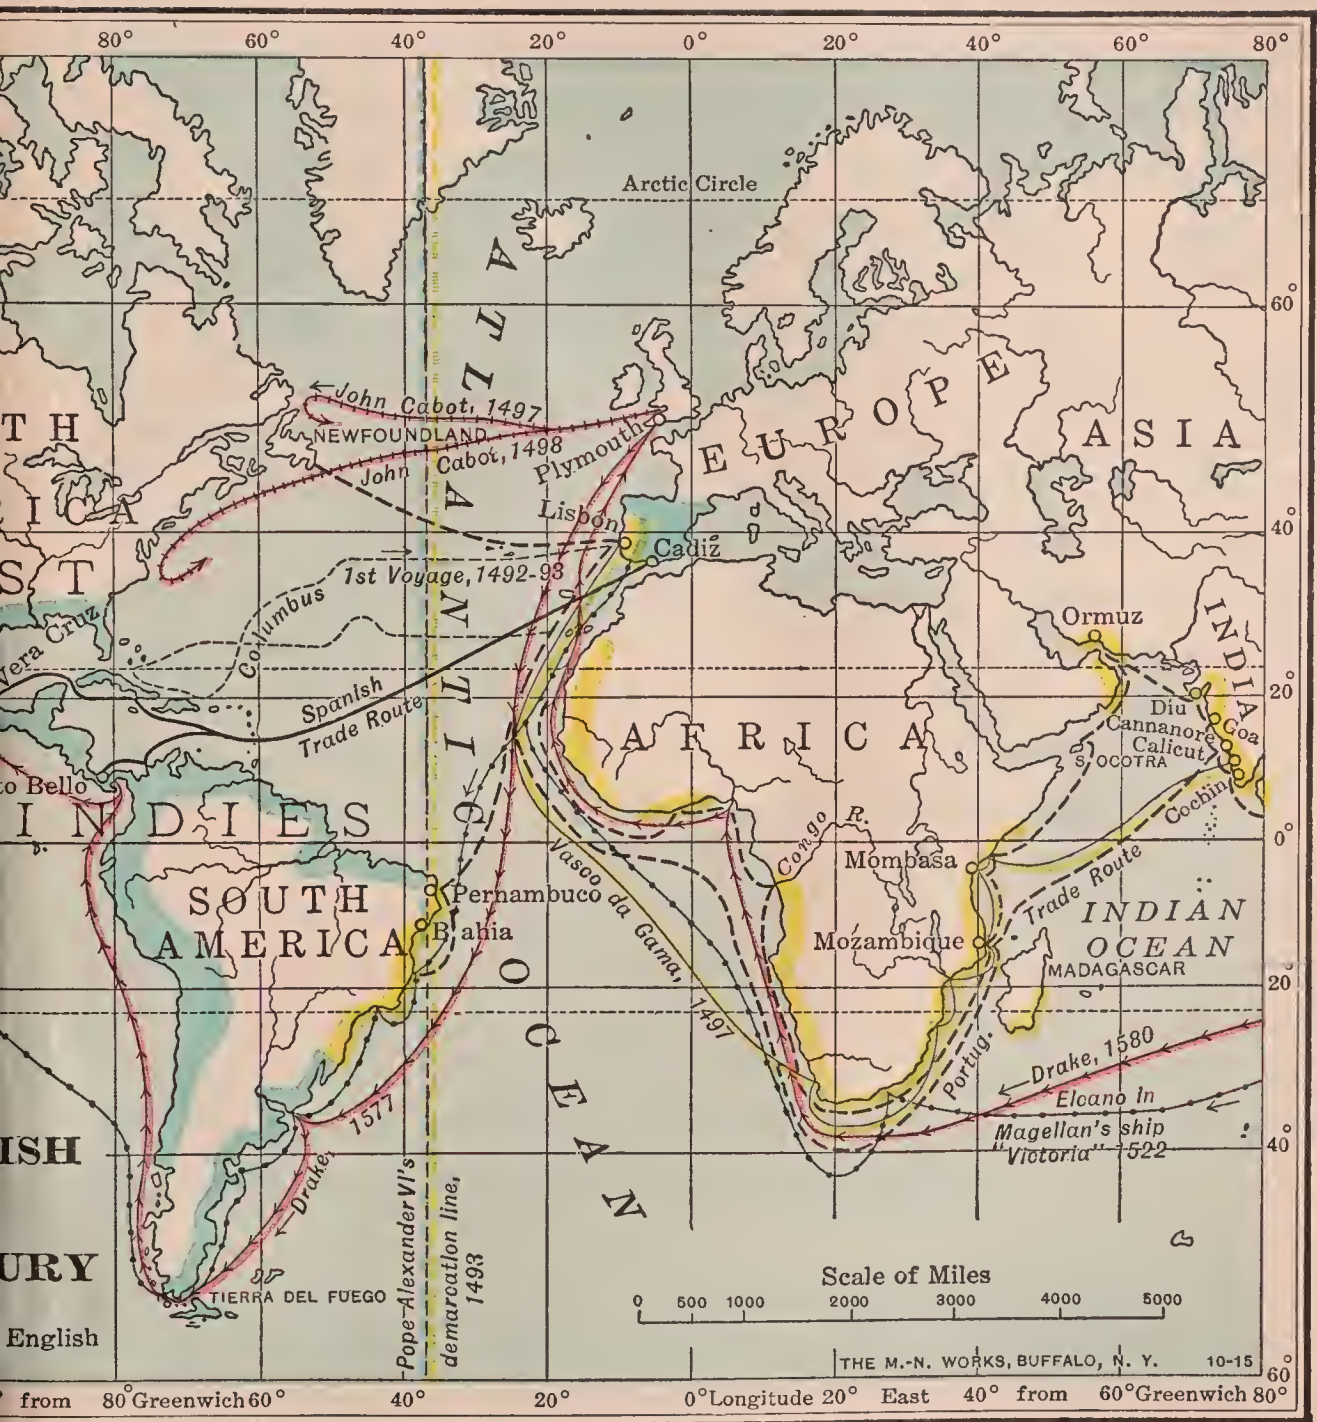 80° 60° 40° 20° 0° 20° 40° 60° 80°
Arctic Circle
60°
ATLANTIC OCEAN
John Cabot, 1497
NEWFOUNDLAND
John Cabot, 1498
Plymouth
EUROPE
ASIA
TH
RICA
Lisbon
40°
Cadiz
1st Voyage, 1492-93
Columbus
ST
Vera Cruz
Ormuz
INDIA
Spanish
Trade Route
20°
Diu
Goa
Cannanore
Calicut
SOCOTRA
Cochin
AFRICA
to Bello
INDIES
0°
Congo R.
Mombasa
Trade Route
Vasco da Gama, 1497
SOUTH
AMERICA
Pernambuco
Bahia
INDIAN
OCEAN
Mozambique
MADAGASCAR
20°
Portug.
Drake, 1580
Elcano in
Magellan's ship
"Victoria" 1522
40°
Drake, 1577
ISH
Pope Alexander VI's
demarcation line,
1493
URY
TIERRA DEL FUEGO
English
Scale of Miles
0 500 1000 2000 3000 4000 5000
THE M.-N. WORKS, BUFFALO, N. Y. 10-15
60°
from 80° Greenwich 60° 40° 20° 0° Longitude 20° East 40° from 60° Greenwich 80°